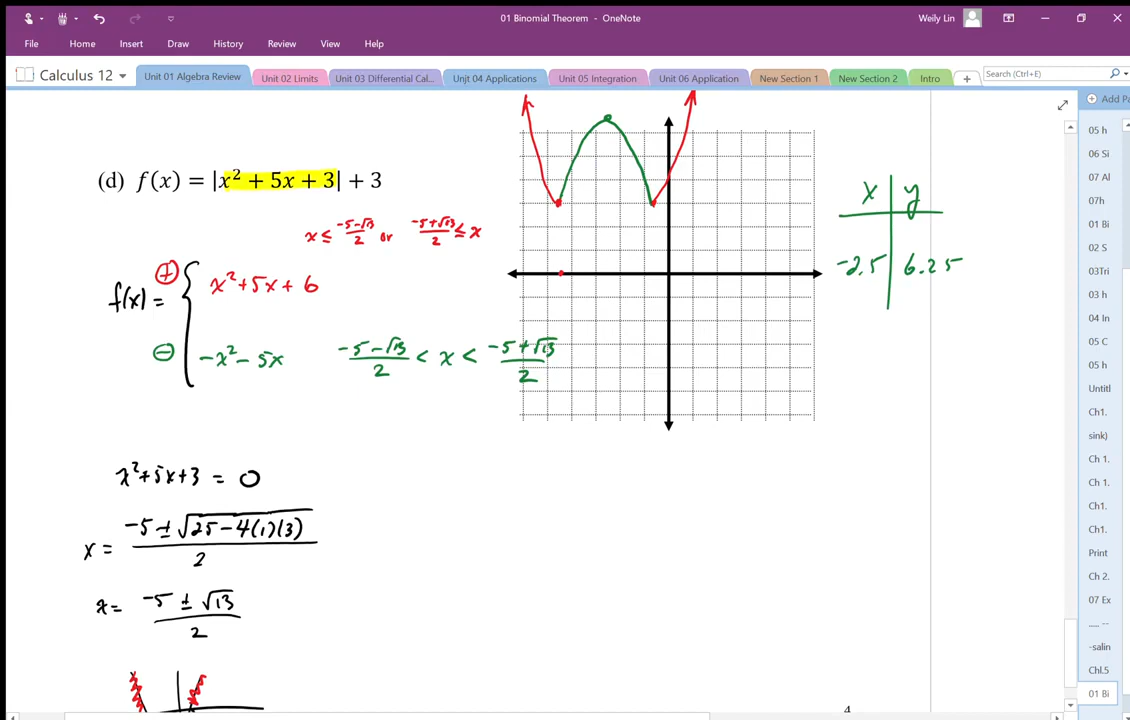 01 Binomial Theorem - OneNote
Weily Lin
File Home Insert Draw History Review View Help
Calculus 12
Unit 01 Algebra Review Unit 02 Limits Unit 03 Differential Cal... Unit 04 Applications Unit 05 Integration Unit 06 Application New Section 1 New Section 2 Intro
Search (Ctrl+E)
Add Pa
05 h
06 Si
07 Al
07h
01 Bi
02 S
03Tri
03 h
04 In
05 C
05 h
Untitl
Ch1.
sink)
Ch 1.
Ch 1.
Ch1.
Ch1.
Print
Ch 2.
07 Ex
.... --
-salin
Chl.5
01 Bi
(d) f(x) = |x² + 5x + 3| + 3
x ≤ (-5-√13)/2 or (-5+√13)/2 ≤ x
f(x) =
⊕ x² + 5x + 6
⊖ -x² - 5x (-5-√13)/2 < x < (-5+√13)/2
x y
-2.5 6.25
x² + 5x + 3 = 0
x = (-5 ± √(25 - 4(1)(3)))/2
x = (-5 ± √13)/2
4